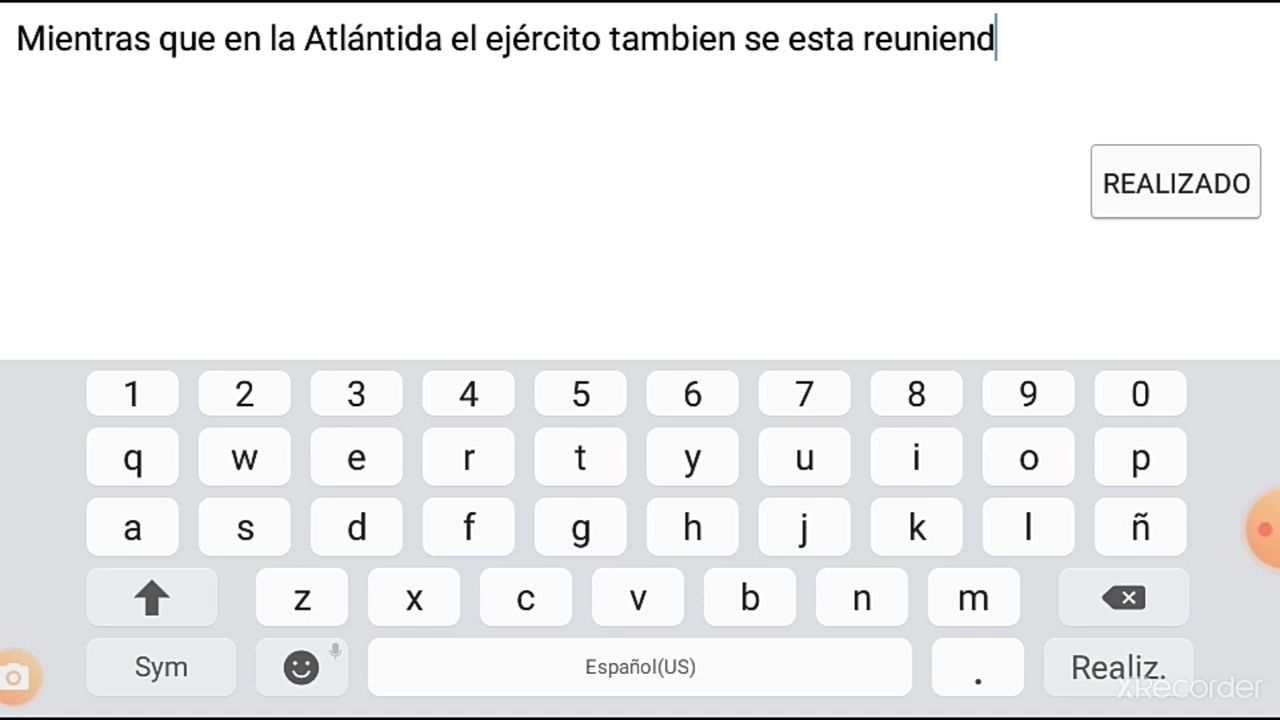 Mientras que en la Atlántida el ejército tambien se esta reuniend
REALIZADO
1 2 3 4 5 6 7 8 9 0
q w e r t y u i o p
a s d f g h j k l ñ
z x c v b n m
Sym Español(US) . Realiz.
XRecorder